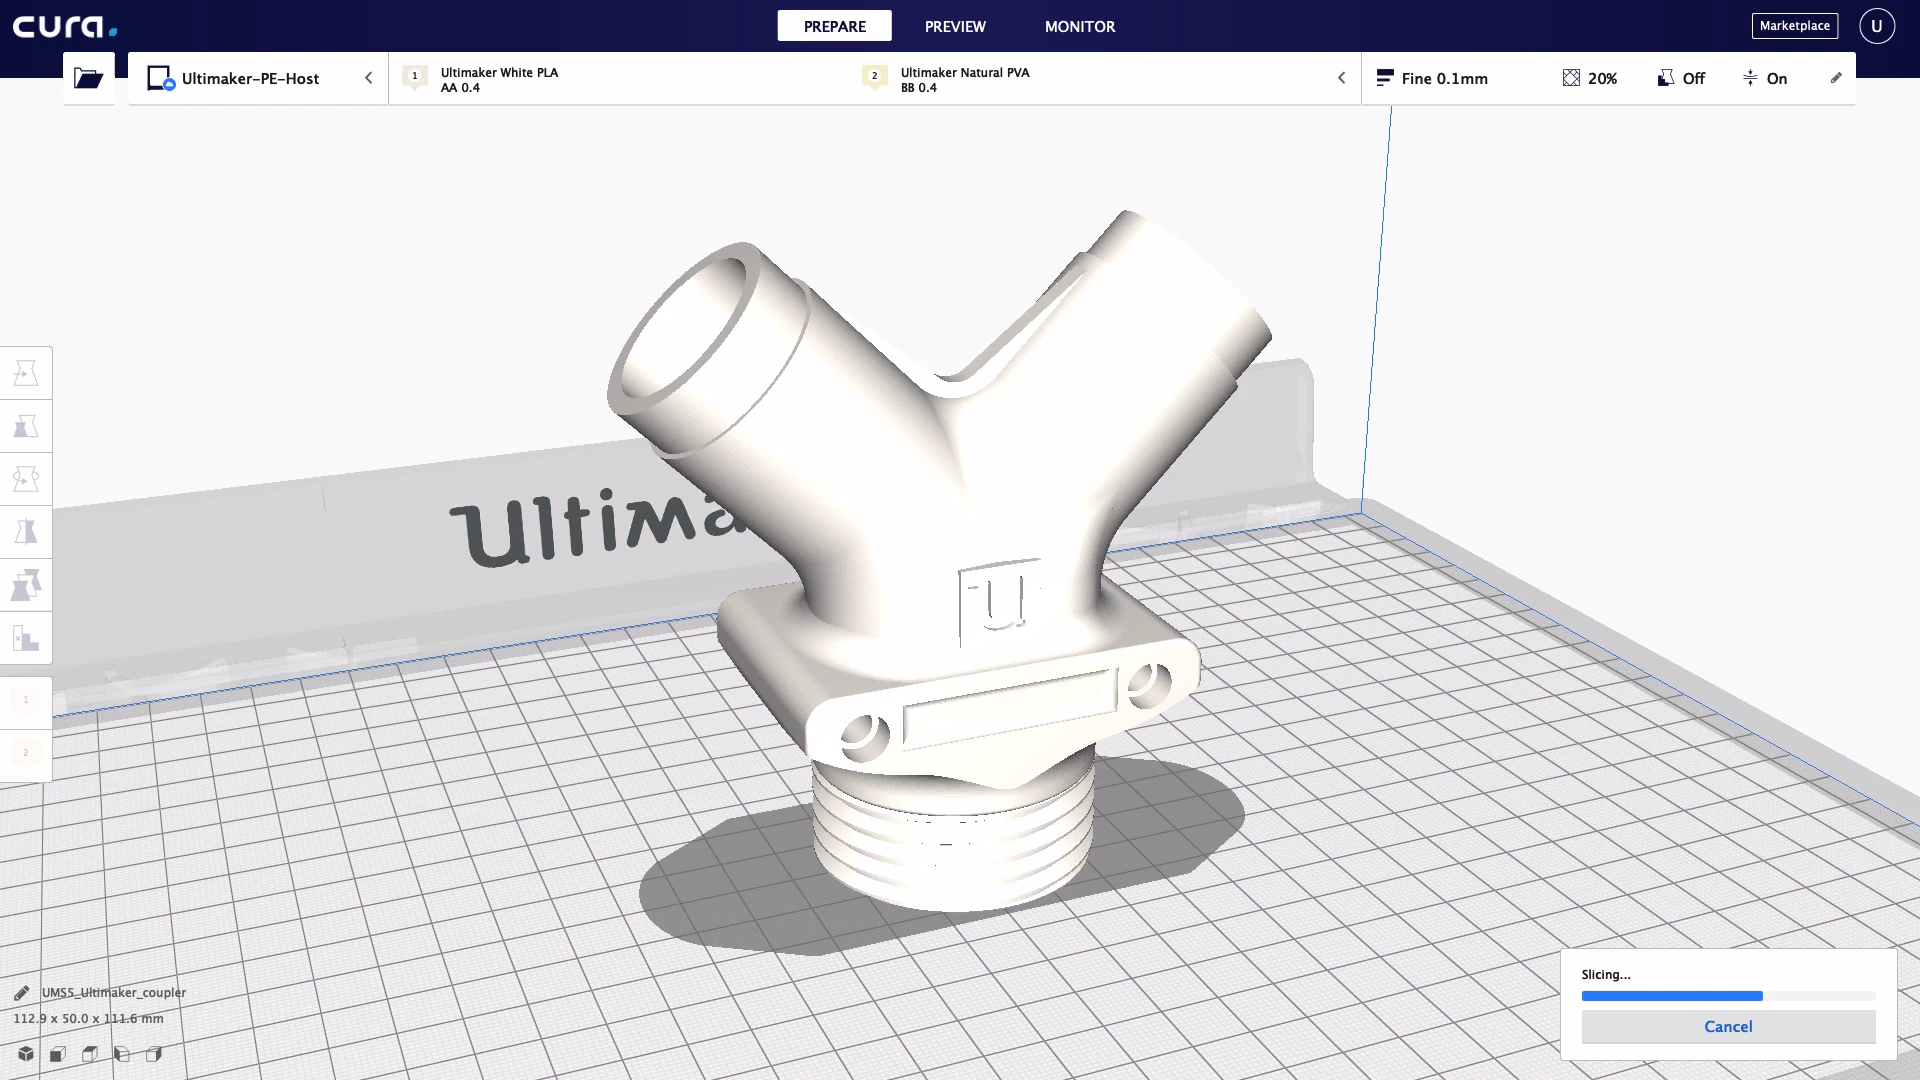 cura.
PREPARE
PREVIEW
MONITOR
Marketplace
U
Ultimaker-PE-Host
1
Ultimaker White PLA
AA 0.4
2
Ultimaker Natural PVA
BB 0.4
Fine 0.1mm
20%
Off
On
Ultima
U
1
2
UMS5_Ultimaker_coupler
112.9 x 50.0 x 111.6 mm
Slicing...
Cancel